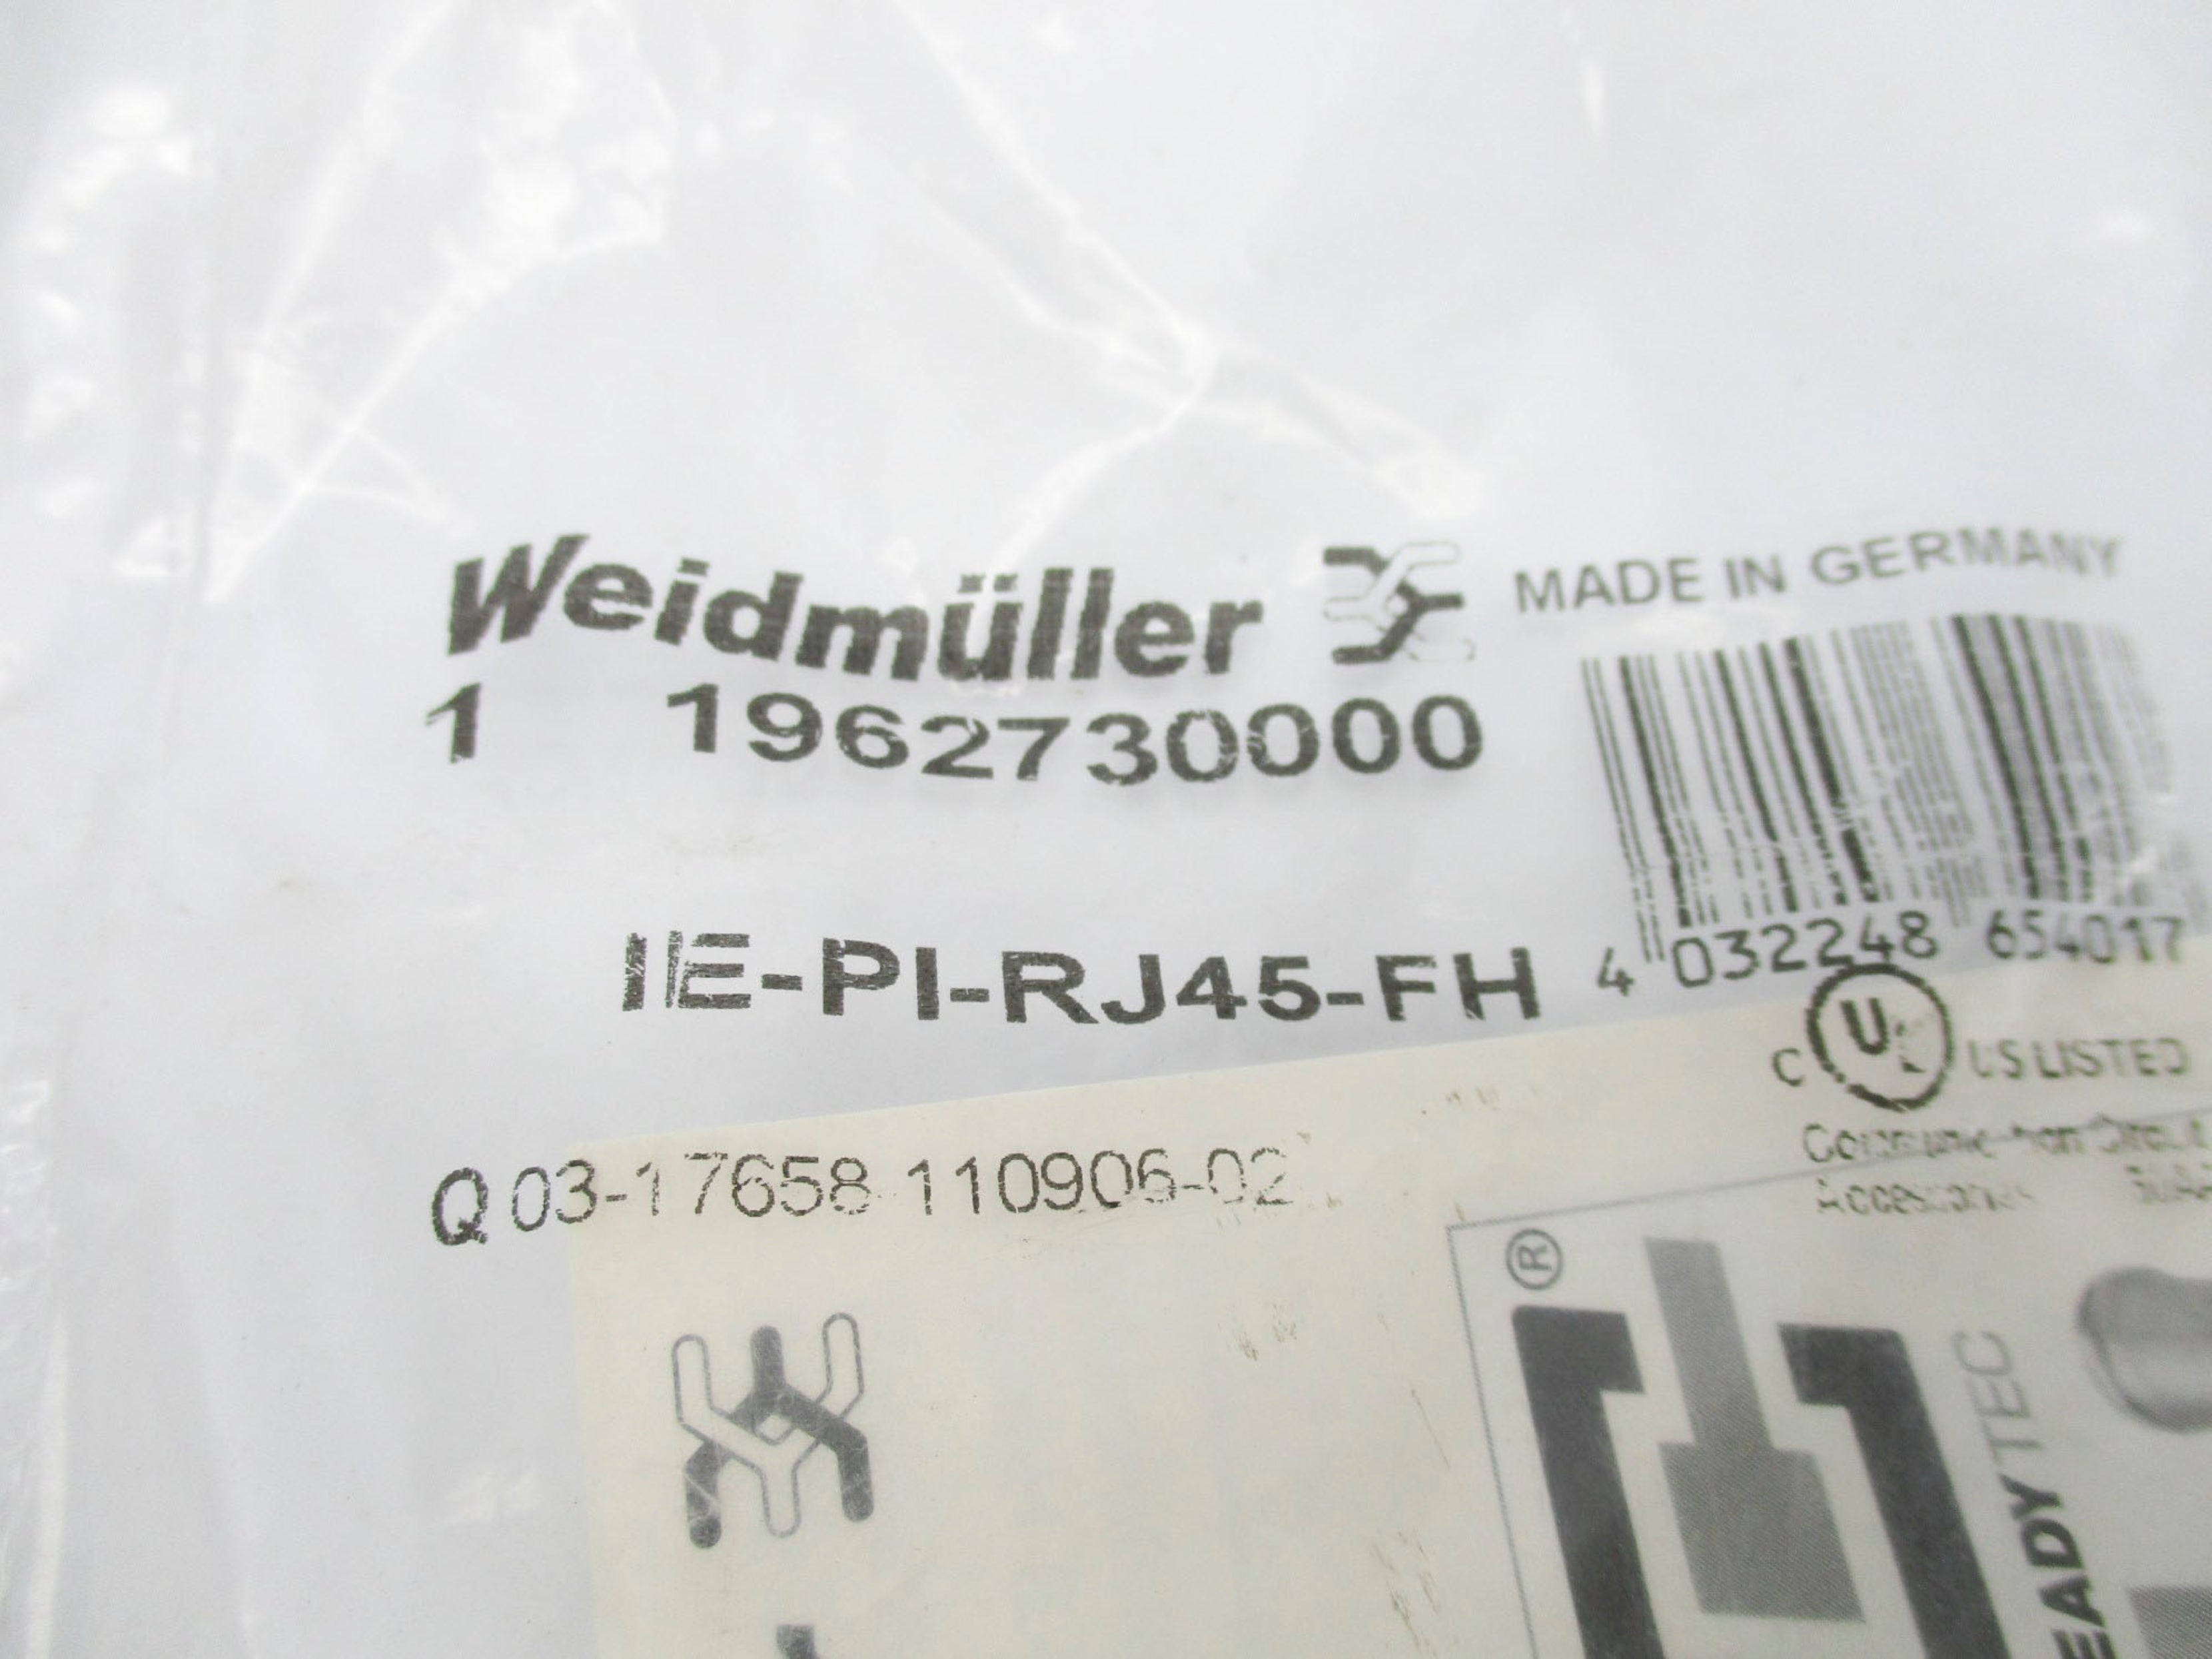 Weidmüller MADE IN GERMANY
1 1962730000
IE-PI-RJ45-FH
4 032248 654017
C UL US LISTED
Q 03-17658 110906-02
®
EADYTEC